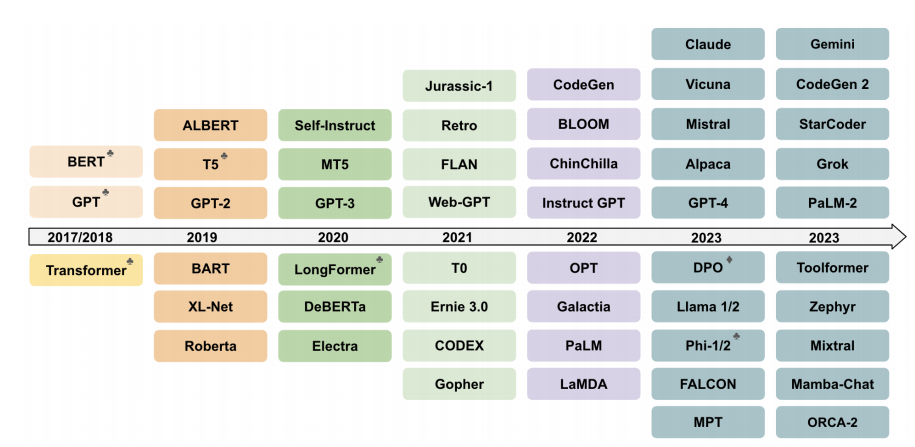 Claude Gemini
Jurassic-1 CodeGen Vicuna CodeGen 2
ALBERT Self-Instruct Retro BLOOM Mistral StarCoder
BERT♣ T5♣ MT5 FLAN ChinChilla Alpaca Grok
GPT♣ GPT-2 GPT-3 Web-GPT Instruct GPT GPT-4 PaLM-2
2017/2018 2019 2020 2021 2022 2023 2023
Transformer♣ BART LongFormer♣ T0 OPT DPO♦ Toolformer
XL-Net DeBERTa Ernie 3.0 Galactia Llama 1/2 Zephyr
Roberta Electra CODEX PaLM Phi-1/2♠ Mixtral
Gopher LaMDA FALCON Mamba-Chat
MPT ORCA-2